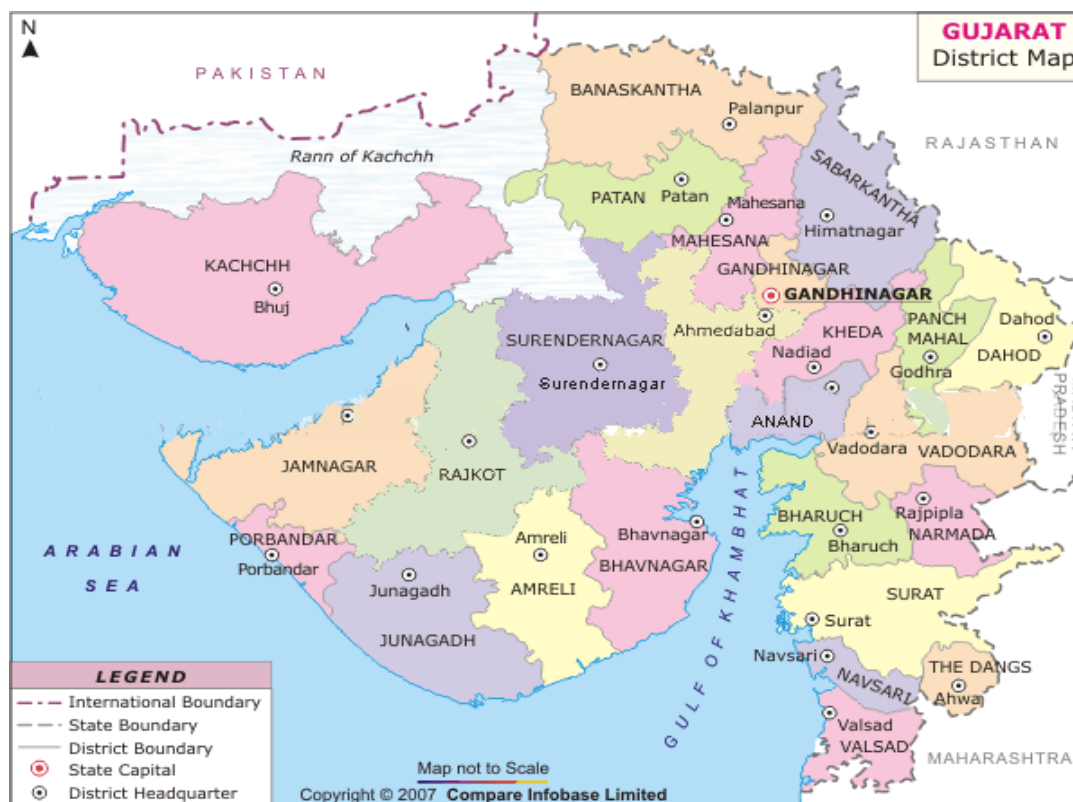 N
GUJARAT
District Map
PAKISTAN
BANASKANTHA
Palanpur
RAJASTHAN
Rann of Kachchh
SABARKANTHA
PATAN
Patan
Mahesana
Himatnagar
MAHESANA
KACHCHH
GANDHINAGAR
Bhuj
GANDHINAGAR
Ahmedabad
KHEDA
PANCH
MAHAL
Dahod
SURENDERNAGAR
Nadiad
DAHOD
Godhra
Surendernagar
ANAND
PRADESH
JAMNAGAR
RAJKOT
Vadodara
VADODARA
BHARUCH
Rajpipla
NARMADA
Bharuch
PORBANDAR
Porbandar
Amreli
Bhavnagar
BHAVNAGAR
ARABIAN
SEA
Junagadh
AMRELI
SURAT
Surat
JUNAGADH
GULF OF KHAMBHAT
Navsari
NAVSARI
THE DANGS
Ahwa
Valsad
VALSAD
MAHARASHTRA
LEGEND
International Boundary
State Boundary
District Boundary
State Capital
District Headquarter
Map not to Scale
Copyright © 2007 Compare Infobase Limited